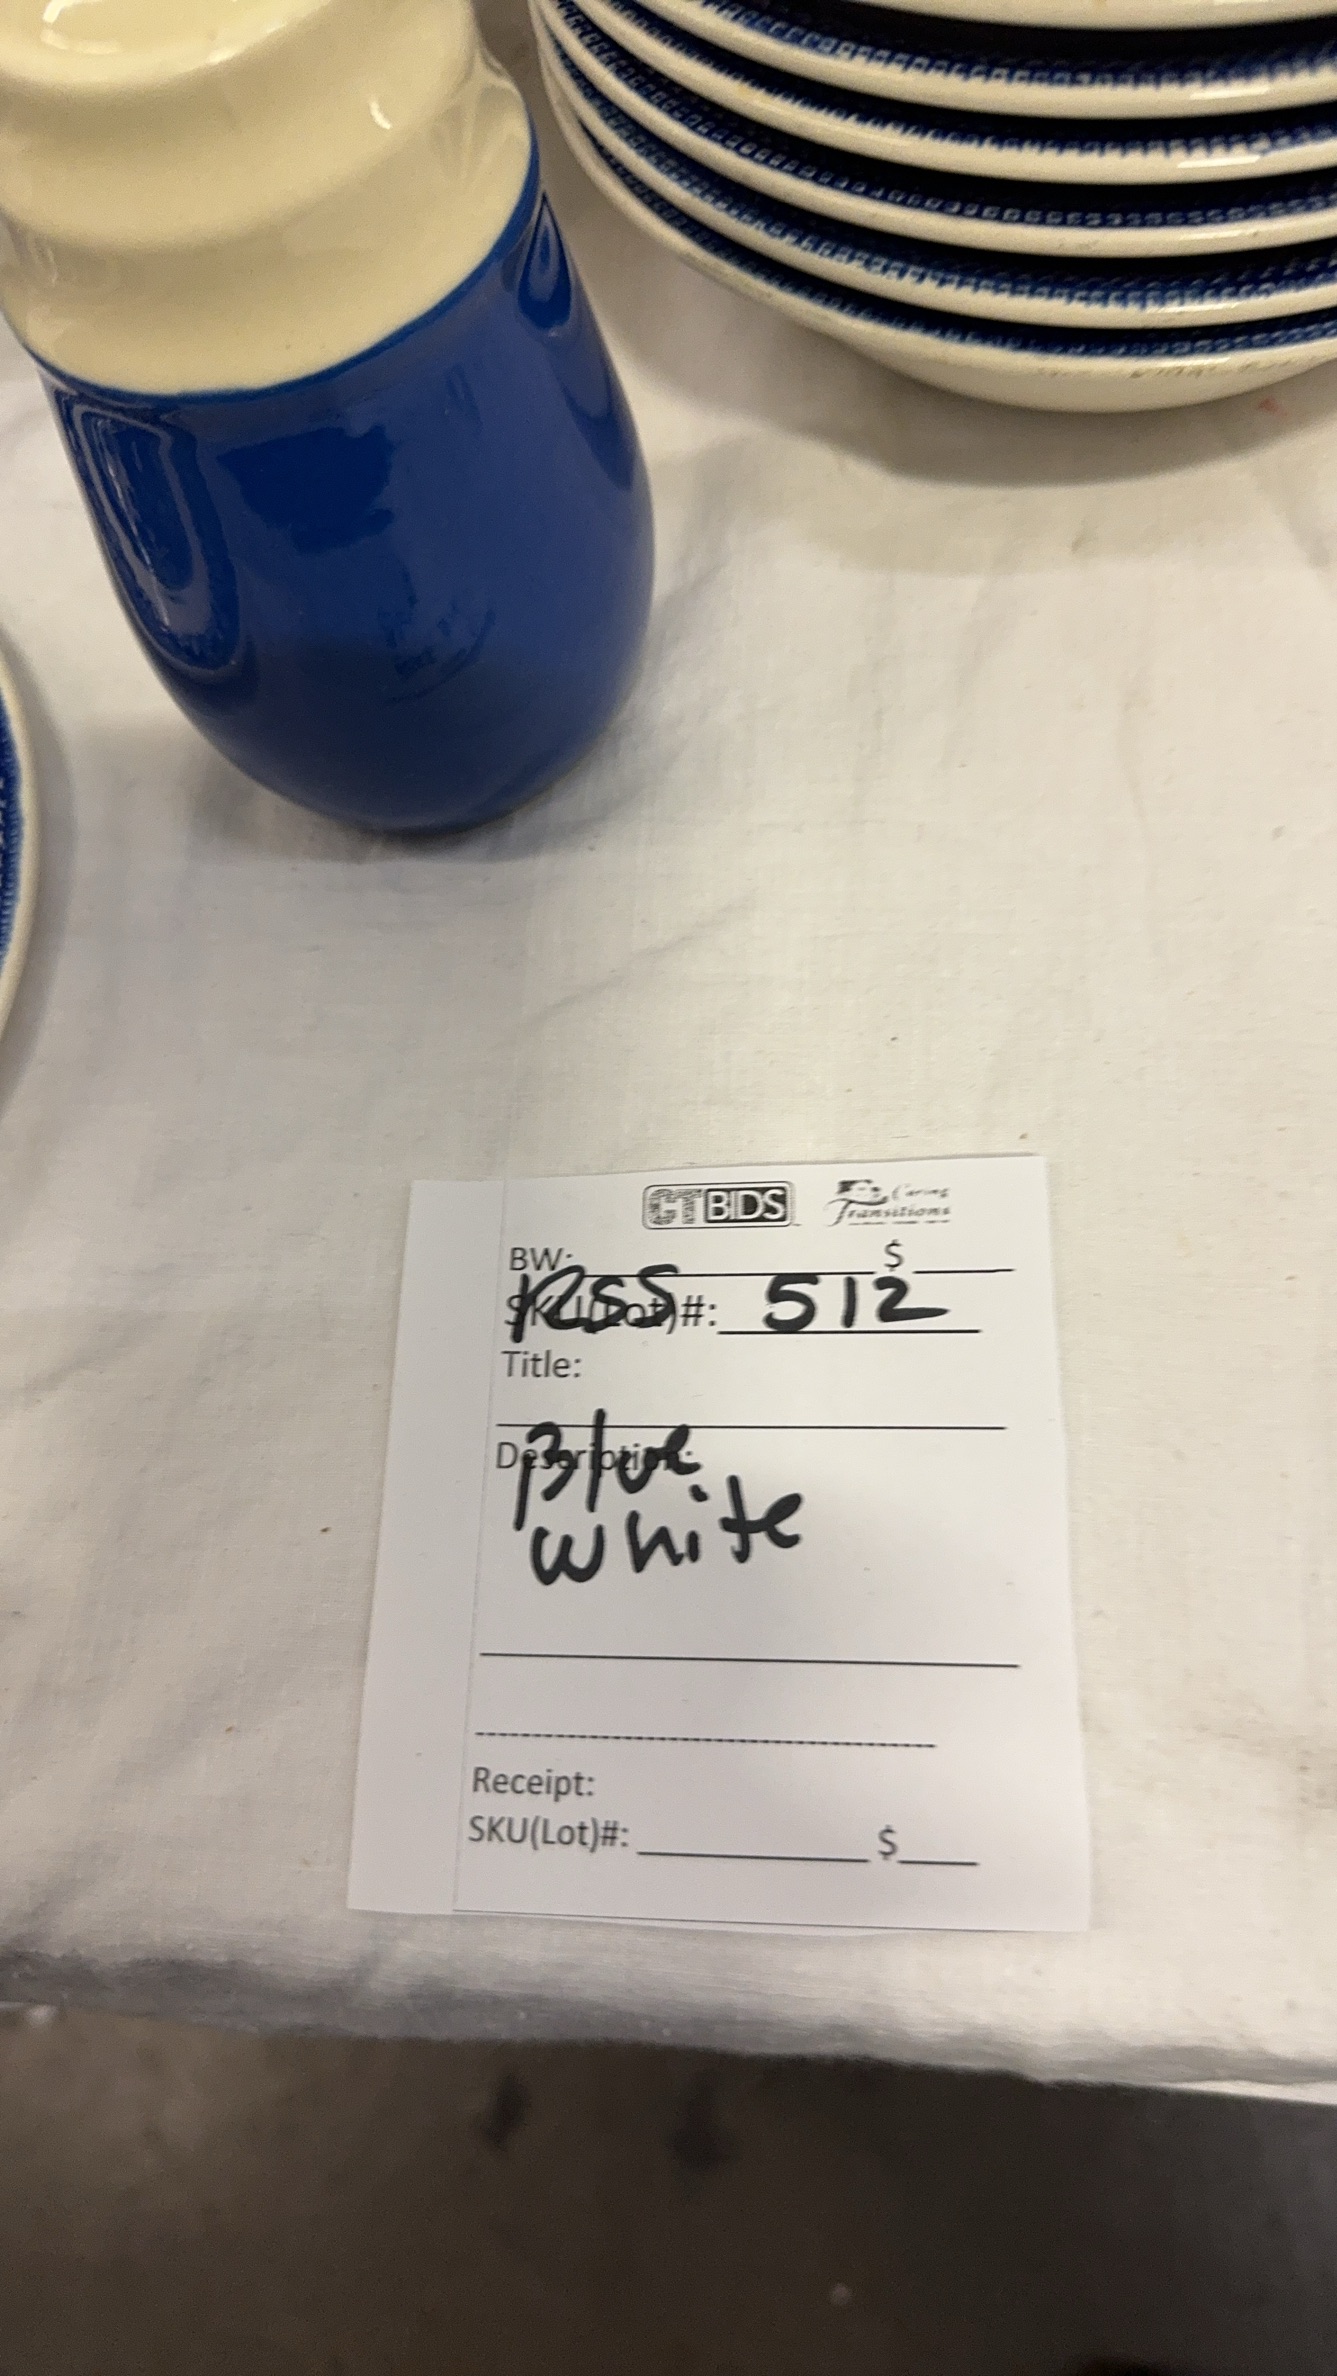 CTBIDS Caring Transitions
BW: $
RSS
SKU(Lot)#: 512
Title:
Description:
Blue
white
Receipt:
SKU(Lot)#: $